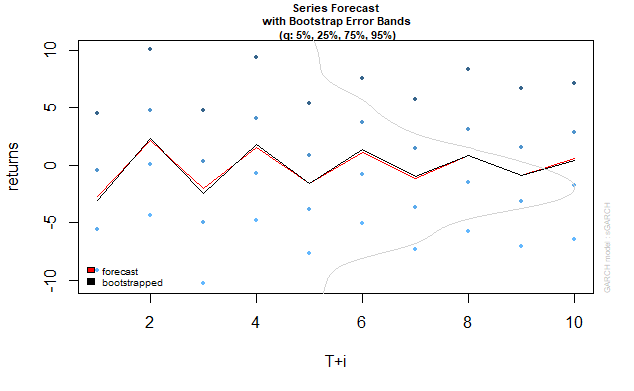 Series Forecast
with Bootstrap Error Bands
(q: 5%, 25%, 75%, 95%)
returns
10
5
0
-5
-10
forecast
bootstrapped
GARCH model : sGARCH
2
4
6
8
10
T+i